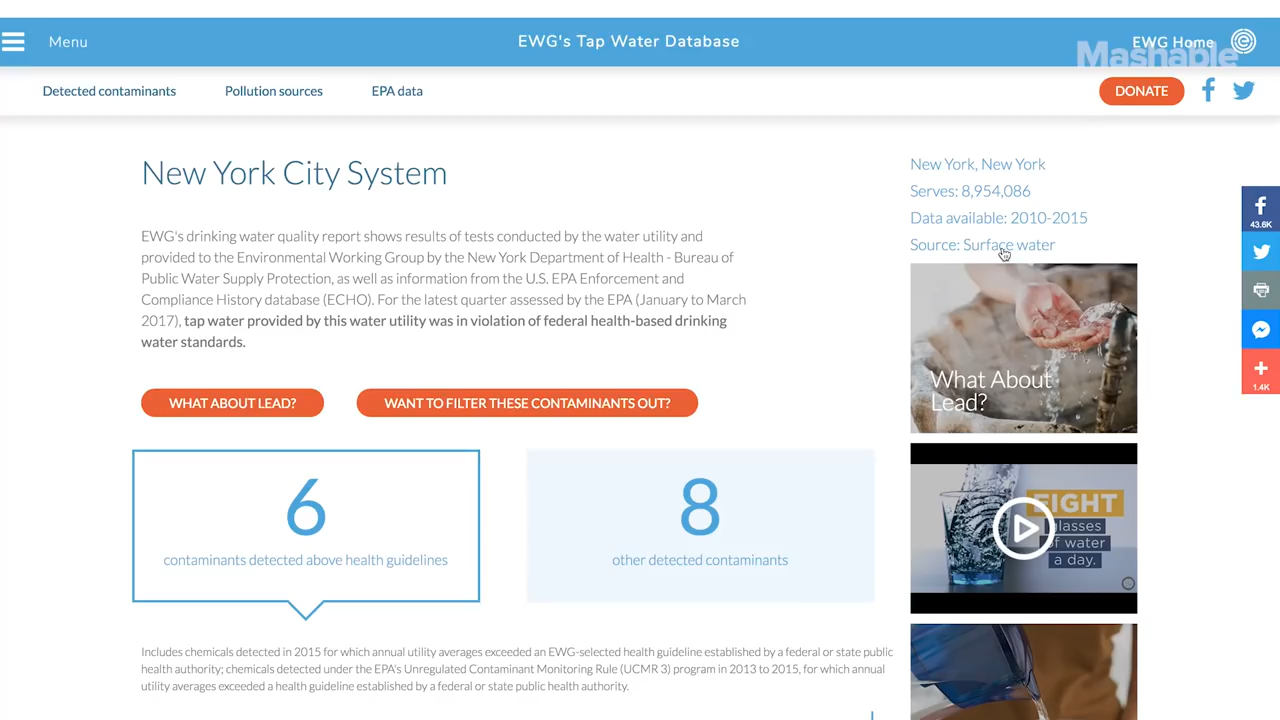 Menu
EWG's Tap Water Database
EWG Home
Mashable
Detected contaminants
Pollution sources
EPA data
DONATE
New York City System
EWG's drinking water quality report shows results of tests conducted by the water utility and
provided to the Environmental Working Group by the New York Department of Health - Bureau of
Public Water Supply Protection, as well as information from the U.S. EPA Enforcement and
Compliance History database (ECHO). For the latest quarter assessed by the EPA (January to March
2017), tap water provided by this water utility was in violation of federal health-based drinking
water standards.
WHAT ABOUT LEAD?
WANT TO FILTER THESE CONTAMINANTS OUT?
6
contaminants detected above health guidelines
8
other detected contaminants
Includes chemicals detected in 2015 for which annual utility averages exceeded an EWG-selected health guideline established by a federal or state public
health authority; chemicals detected under the EPA's Unregulated Contaminant Monitoring Rule (UCMR 3) program in 2013 to 2015, for which annual
utility averages exceeded a health guideline established by a federal or state public health authority.
New York, New York
Serves: 8,954,086
Data available: 2010-2015
Source: Surface water
What About
Lead?
EIGHT
glasses
of water
a day.
43.6K
1.4K